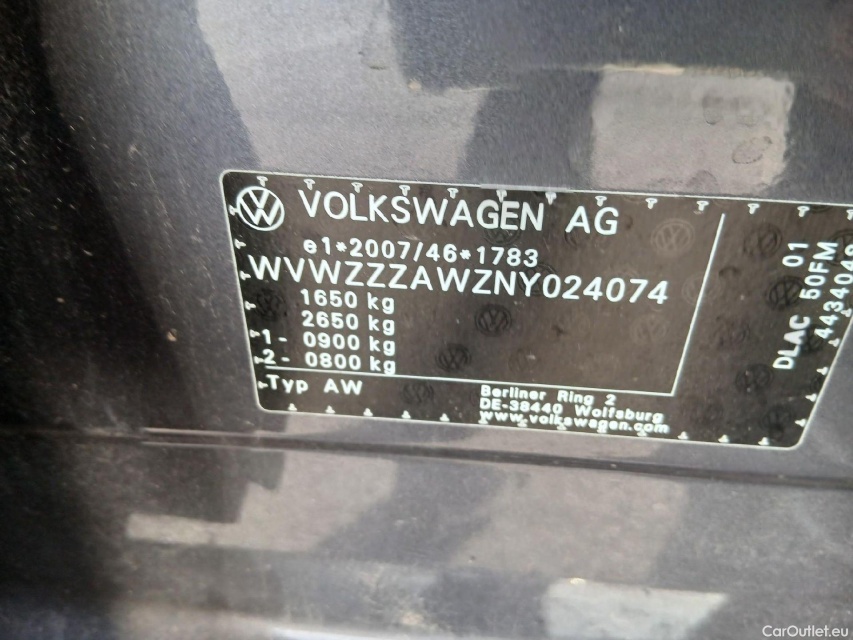 VOLKSWAGEN AG
e1*2007/46*1783
WVWZZZAWZNY024074
1650 kg
2650 kg
1- 0900 kg
2- 0800 kg
Typ AW
Berliner Ring 2
DE-38440 Wolfsburg
www.volkswagen.com
01
DLAC 50FM
CarOutlet.eu